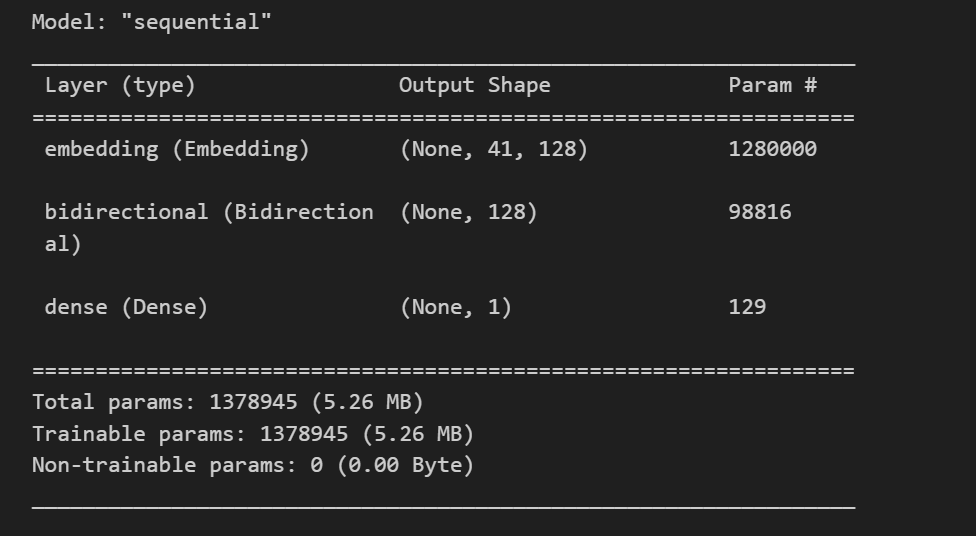 Model: "sequential"
_________________________________________________________________
Layer (type)                Output Shape              Param #
=================================================================
embedding (Embedding)       (None, 41, 128)           1280000
bidirectional (Bidirection  (None, 128)               98816
al)
dense (Dense)               (None, 1)                 129
=================================================================
Total params: 1378945 (5.26 MB)
Trainable params: 1378945 (5.26 MB)
Non-trainable params: 0 (0.00 Byte)
_________________________________________________________________